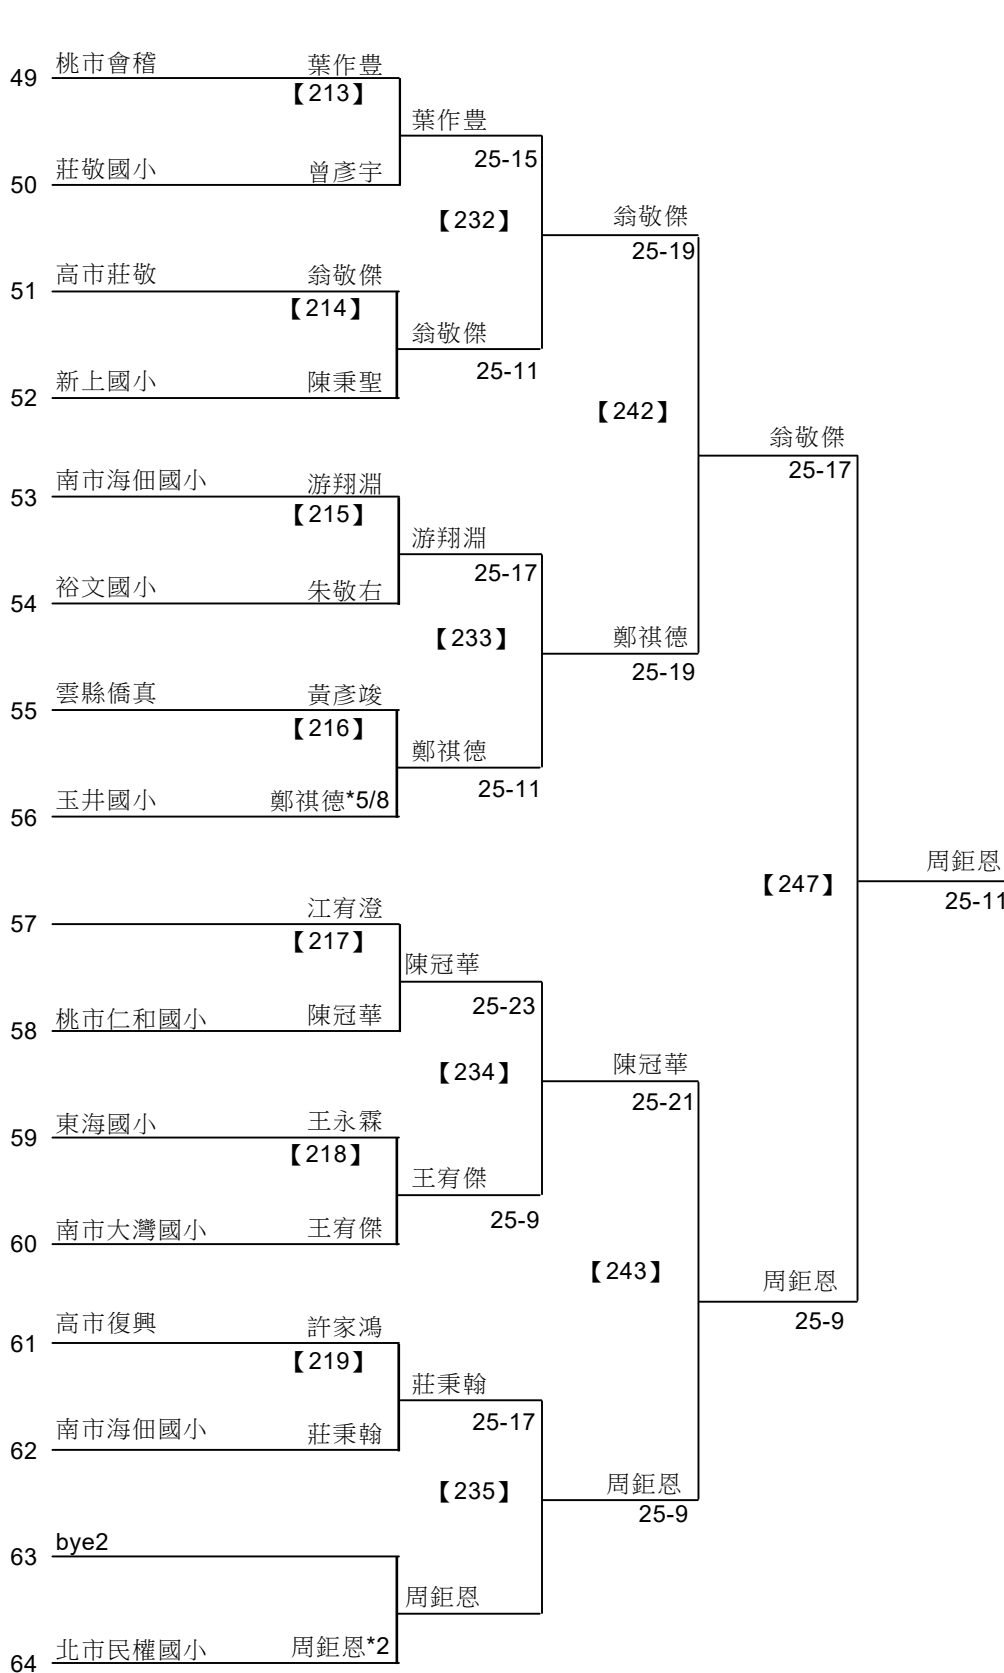 桃市會稽 葉作豊
49
【213】
葉作豊
25-15
莊敬國小 曾彥宇
50
【232】
翁敬傑
25-19
高市莊敬 翁敬傑
51
【214】
翁敬傑
25-11
新上國小 陳秉聖
52
【242】
翁敬傑
25-17
南市海佃國小 游翔淵
53
【215】
游翔淵
25-17
裕文國小 朱敬右
54
【233】
鄭祺德
25-19
雲縣僑真 黃彥竣
55
【216】
鄭祺德
25-11
玉井國小 鄭祺德*5/8
56
【247】
周鉅恩
25-11
江宥澄
57
【217】
陳冠華
25-23
桃市仁和國小 陳冠華
58
【234】
陳冠華
25-21
東海國小 王永霖
59
【218】
王宥傑
25-9
南市大灣國小 王宥傑
60
【243】
周鉅恩
25-9
高市復興 許家鴻
61
【219】
莊秉翰
25-17
南市海佃國小 莊秉翰
62
【235】
周鉅恩
25-9
bye2
63
周鉅恩
北市民權國小 周鉅恩*2
64